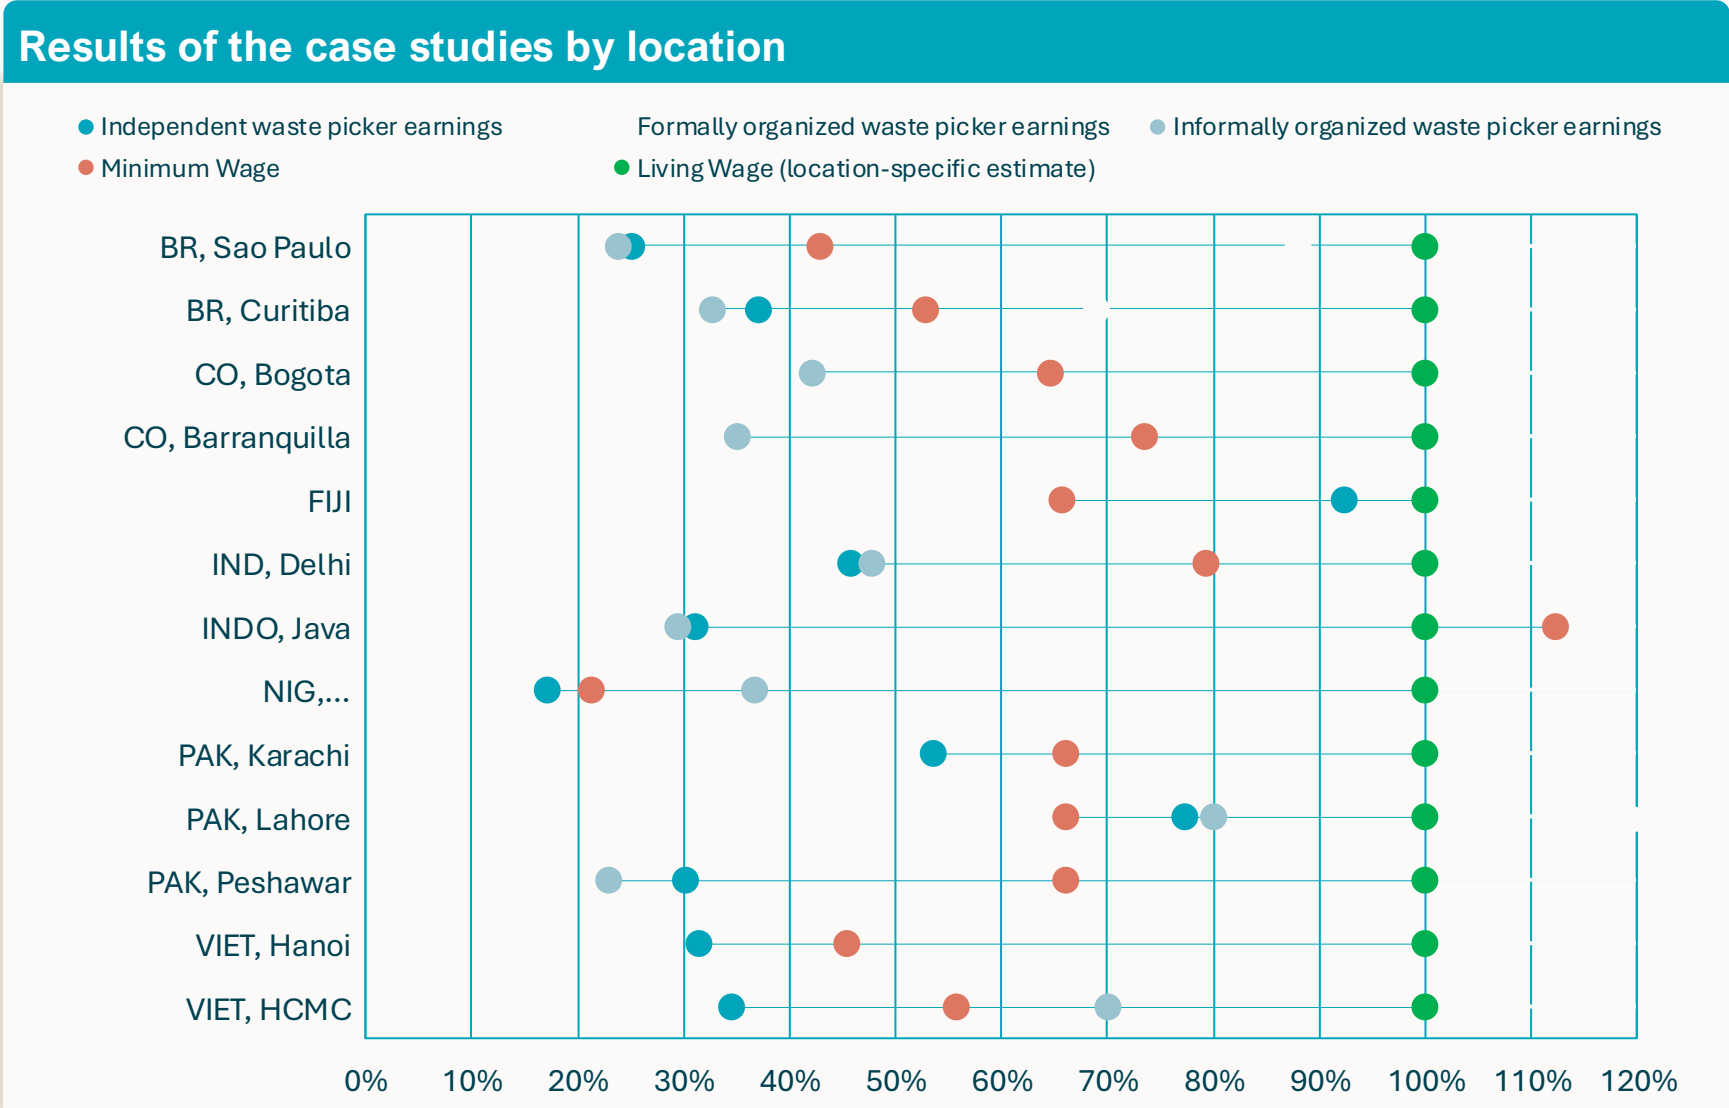 Results of the case studies by location
Independent waste picker earnings
Formally organized waste picker earnings
Informally organized waste picker earnings
Minimum Wage
Living Wage (location-specific estimate)
BR, Sao Paulo
BR, Curitiba
CO, Bogota
CO, Barranquilla
FIJI
IND, Delhi
INDO, Java
NIG,...
PAK, Karachi
PAK, Lahore
PAK, Peshawar
VIET, Hanoi
VIET, HCMC
0% 10% 20% 30% 40% 50% 60% 70% 80% 90% 100% 110% 120%